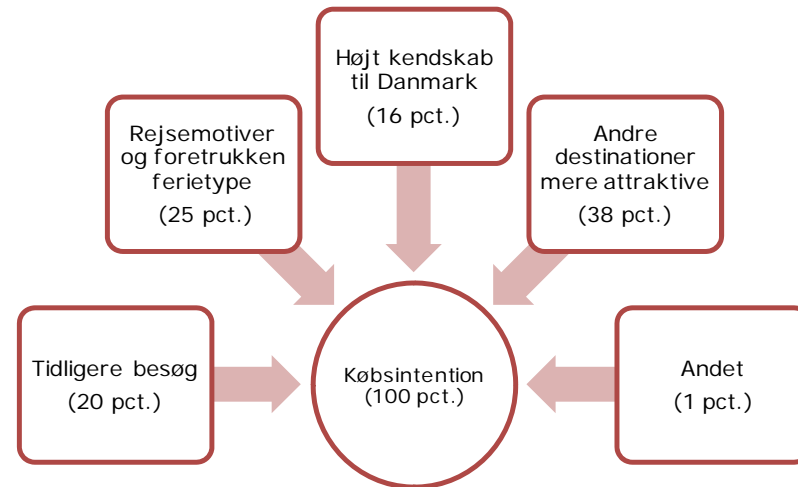 Højt kendskab
til Danmark
(16 pct.)
Rejsemotiver
og foretrukken
ferietype
(25 pct.)
Andre
destinationer
mere attraktive
(38 pct.)
Tidligere besøg
(20 pct.)
Købsintention
(100 pct.)
Andet
(1 pct.)